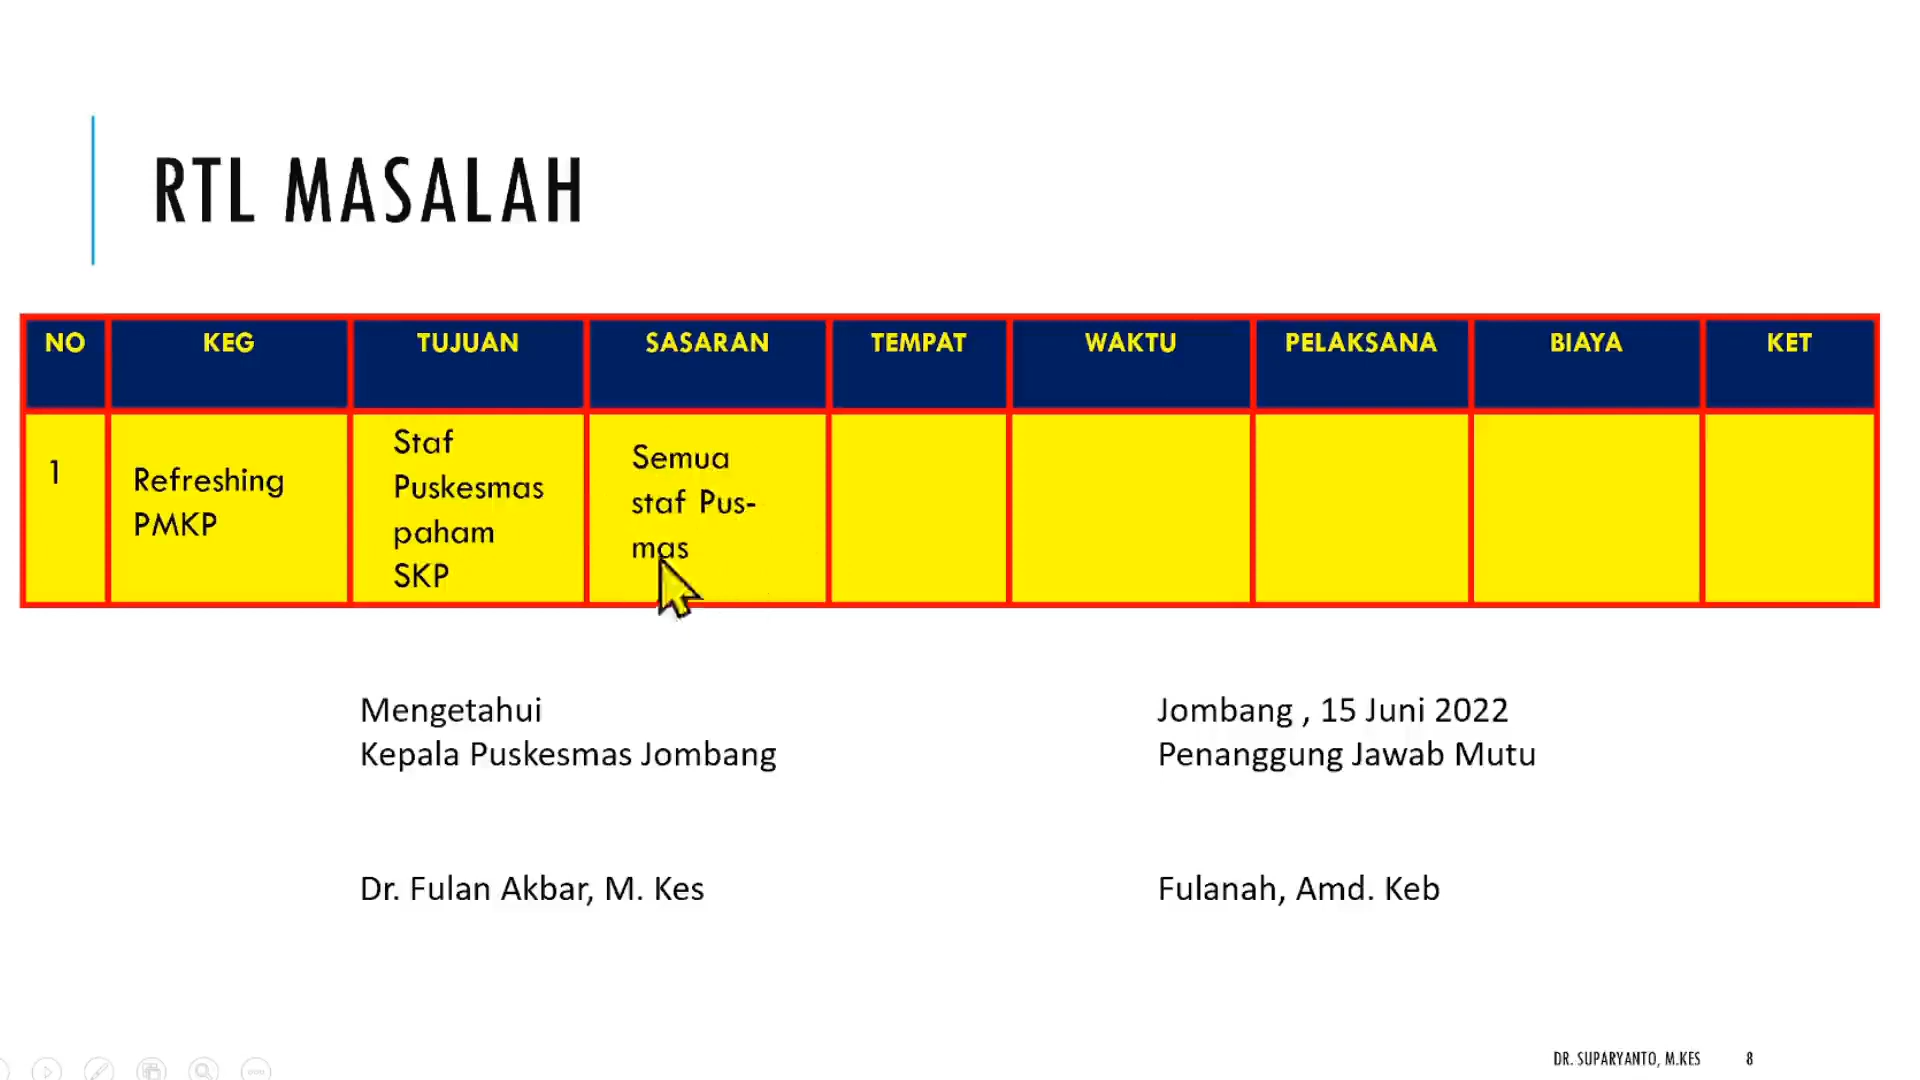 RTL MASALAH
NO KEG TUJUAN SASARAN TEMPAT WAKTU PELAKSANA BIAYA KET
1
Refreshing
PMKP
Staf
Puskesmas
paham
SKP
Semua
staf Pus-
mas
Mengetahui
Kepala Puskesmas Jombang
Dr. Fulan Akbar, M. Kes
Jombang , 15 Juni 2022
Penanggung Jawab Mutu
Fulanah, Amd. Keb
DR. SUPARYANTO, M.KES 8